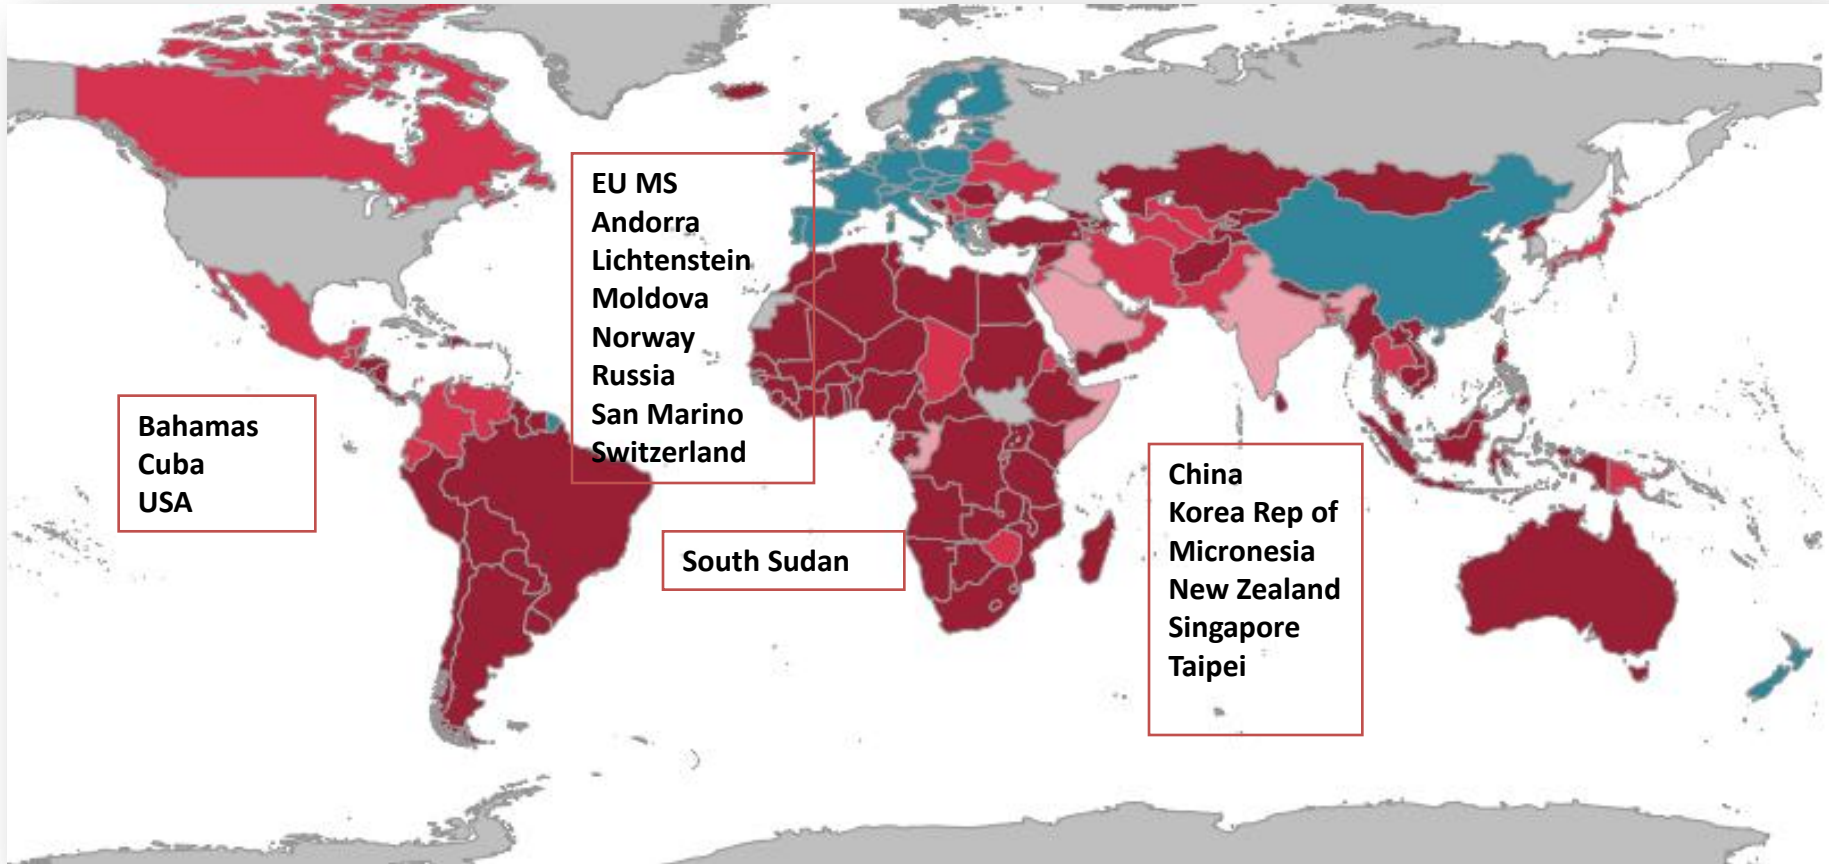 EU MS
Andorra
Lichtenstein
Moldova
Norway
Russia
San Marino
Switzerland
Bahamas
Cuba
USA
South Sudan
China
Korea Rep of
Micronesia
New Zealand
Singapore
Taipei